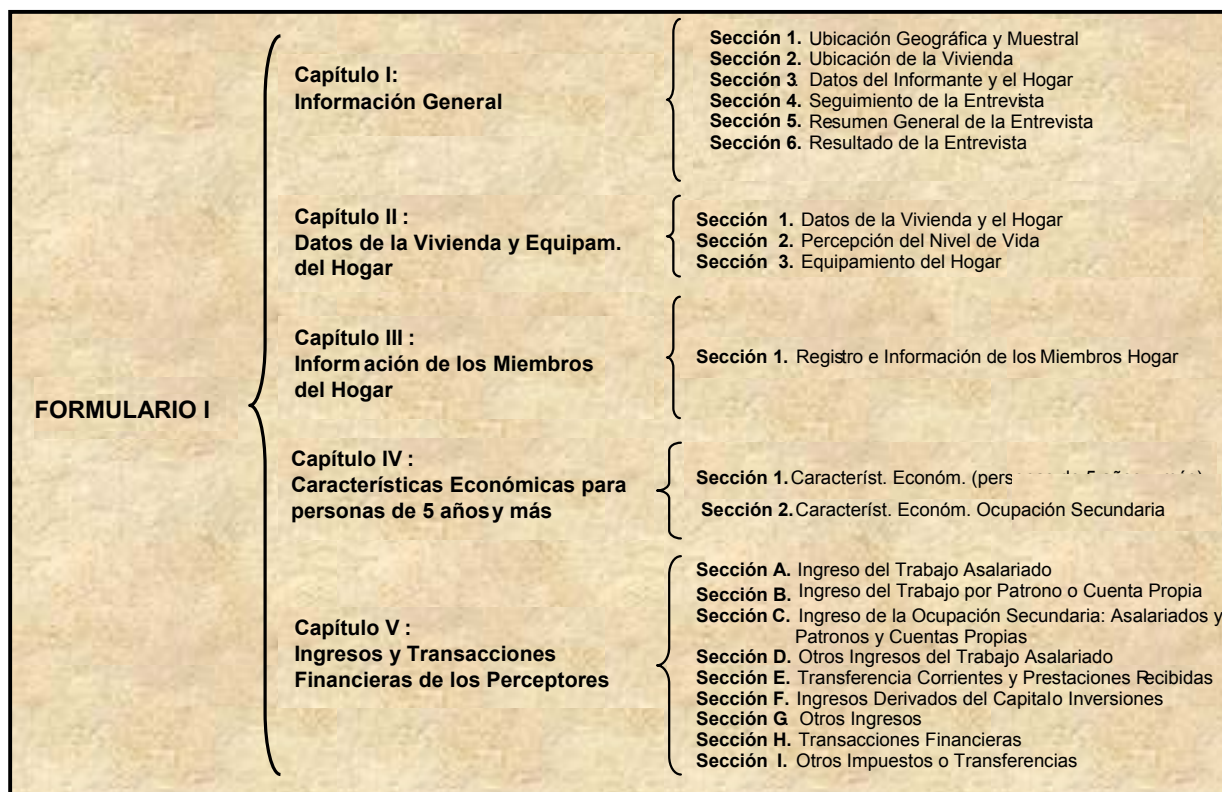 FORMULARIO I
Capítulo I:
Información General
Sección 1. Ubicación Geográfica y Muestral
Sección 2. Ubicación de la Vivienda
Sección 3. Datos del Informante y el Hogar
Sección 4. Seguimiento de la Entrevista
Sección 5. Resumen General de la Entrevista
Sección 6. Resultado de la Entrevista
Capítulo II :
Datos de la Vivienda y Equipam.
del Hogar
Sección 1. Datos de la Vivienda y el Hogar
Sección 2. Percepción del Nivel de Vida
Sección 3. Equipamiento del Hogar
Capítulo III :
Información de los Miembros
del Hogar
Sección 1. Registro e Información de los Miembros Hogar
Capítulo IV :
Características Económicas para
personas de 5 años y más
Sección 1. Característ. Económ. (pers
Sección 2. Característ. Económ. Ocupación Secundaria
Capítulo V :
Ingresos y Transacciones
Financieras de los Perceptores
Sección A. Ingreso del Trabajo Asalariado
Sección B. Ingreso del Trabajo por Patrono o Cuenta Propia
Sección C. Ingreso de la Ocupación Secundaria: Asalariados y
Patronos y Cuentas Propias
Sección D. Otros Ingresos del Trabajo Asalariado
Sección E. Transferencia Corrientes y Prestaciones Recibidas
Sección F. Ingresos Derivados del Capital o Inversiones
Sección G. Otros Ingresos
Sección H. Transacciones Financieras
Sección I. Otros Impuestos o Transferencias